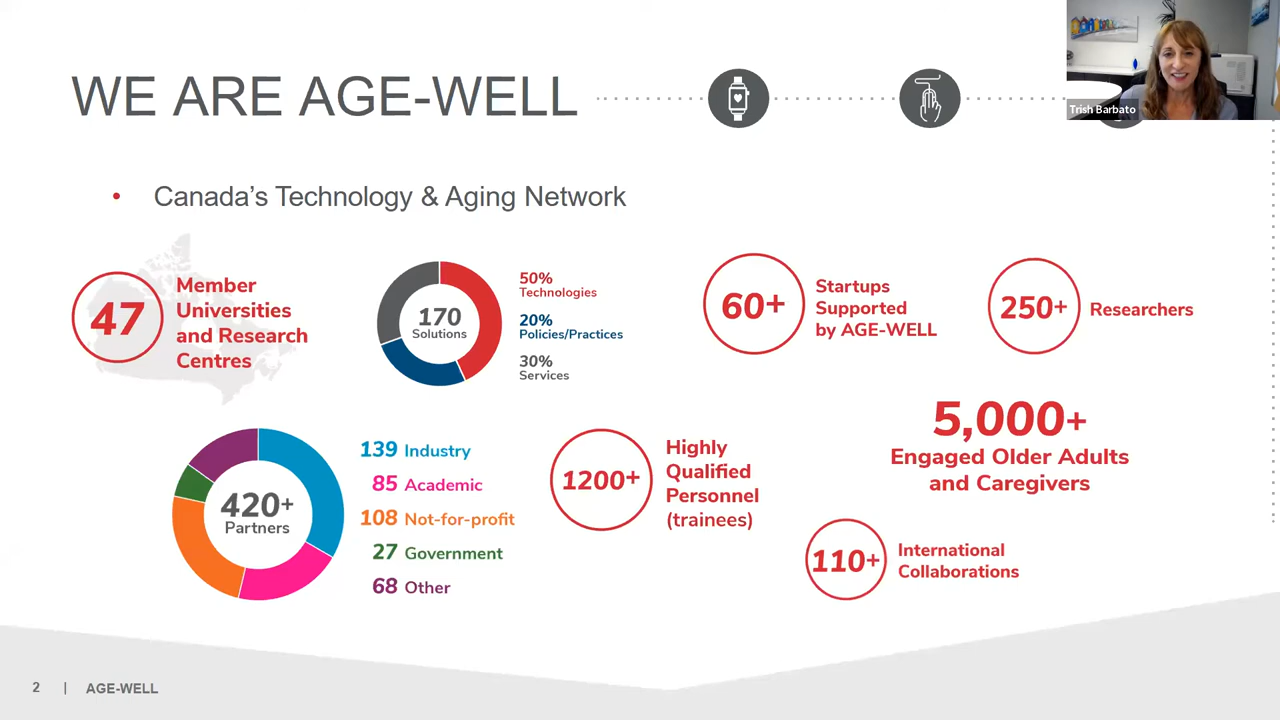 WE ARE AGE-WELL
Trish Barbato
• Canada's Technology & Aging Network
47
Member
Universities
and Research
Centres
170
Solutions
50%
Technologies
20%
Policies/Practices
30%
Services
60+
Startups
Supported
by AGE-WELL
250+
Researchers
420+
Partners
139 Industry
85 Academic
108 Not-for-profit
27 Government
68 Other
1200+
Highly
Qualified
Personnel
(trainees)
5,000+
Engaged Older Adults
and Caregivers
110+
International
Collaborations
2 | AGE-WELL